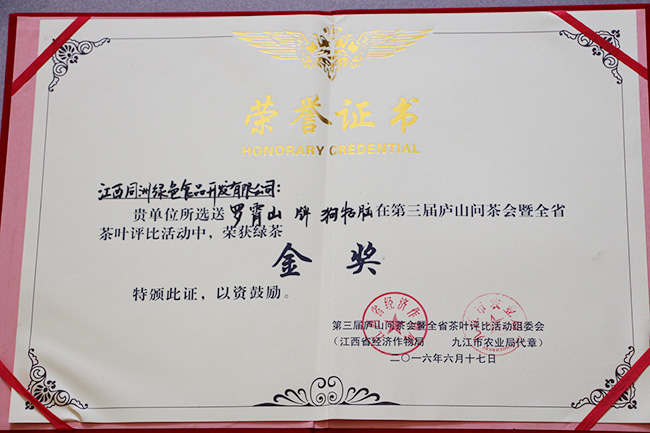 荣誉证书
HONORARY CREDENTIAL
江西同洲绿色食品开发有限公司：
贵单位所选送罗霄山牌狗牯脑在第三届庐山问茶会暨全省
茶叶评比活动中，荣获绿茶
金奖
特颁此证，以资鼓励。
第三届庐山问茶会暨全省茶叶评比活动组委会
（江西省经济作物局 九江市农业局代章）
二〇一六年六月十七日